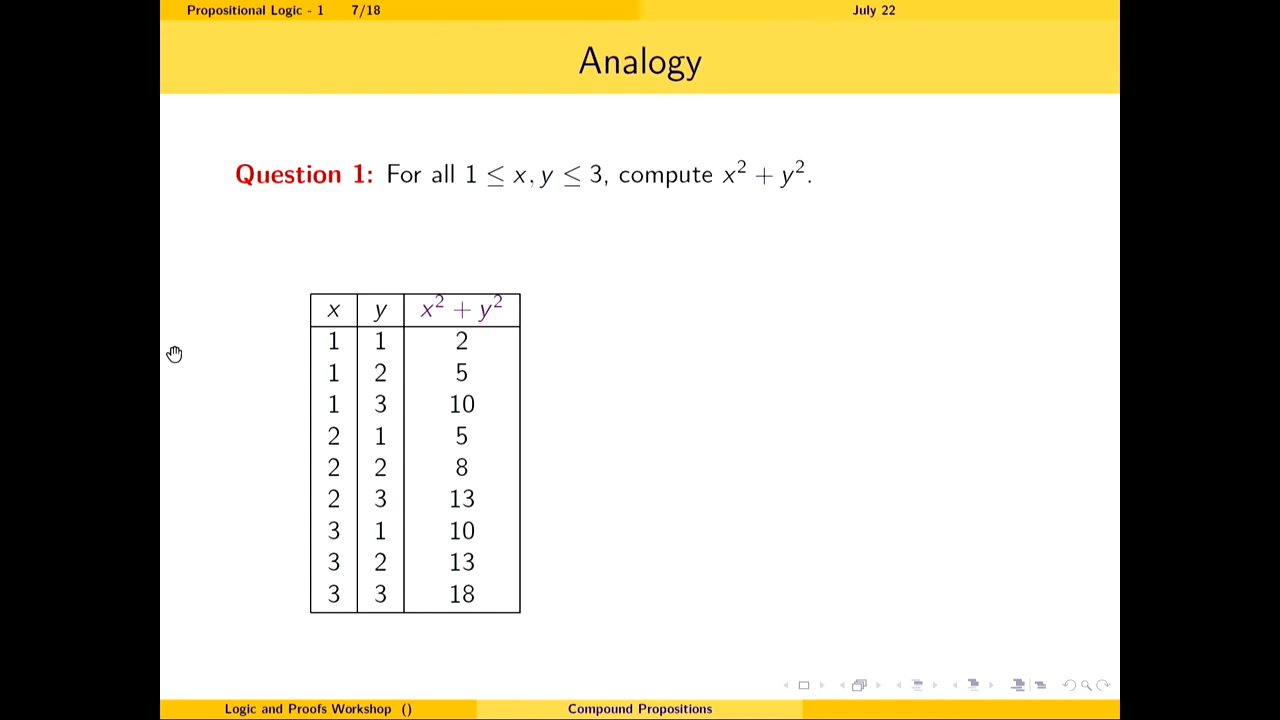 Propositional Logic - 1 7/18 July 22
Analogy
Question 1: For all 1 ≤ x, y ≤ 3, compute x² + y².
x y x² + y²
1 1 2
1 2 5
1 3 10
2 1 5
2 2 8
2 3 13
3 1 10
3 2 13
3 3 18
Logic and Proofs Workshop () Compound Propositions